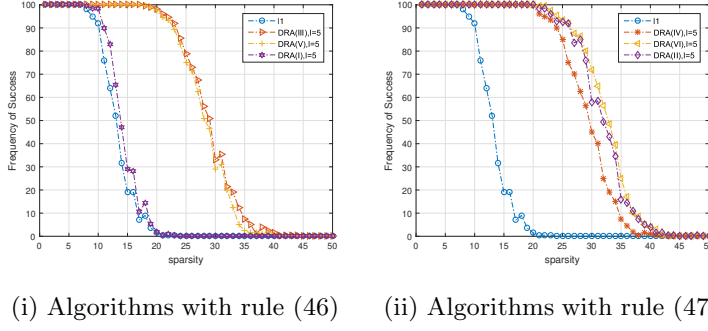 100
90
80
70
60
50
40
30
20
10
0
Frequency of Success
0 5 10 15 20 25 30 35 40 45 50
sparsity
l1
DRA(III),l=5
DRA(V),l=5
DRA(I),l=5
100
90
80
70
60
50
40
30
20
10
0
Frequency of Success
0 5 10 15 20 25 30 35 40 45
sparsity
l1
DRA(IV),l=5
DRA(VI),l=5
DRA(II),l=5
(i) Algorithms with rule (46)
(ii) Algorithms with rule (47